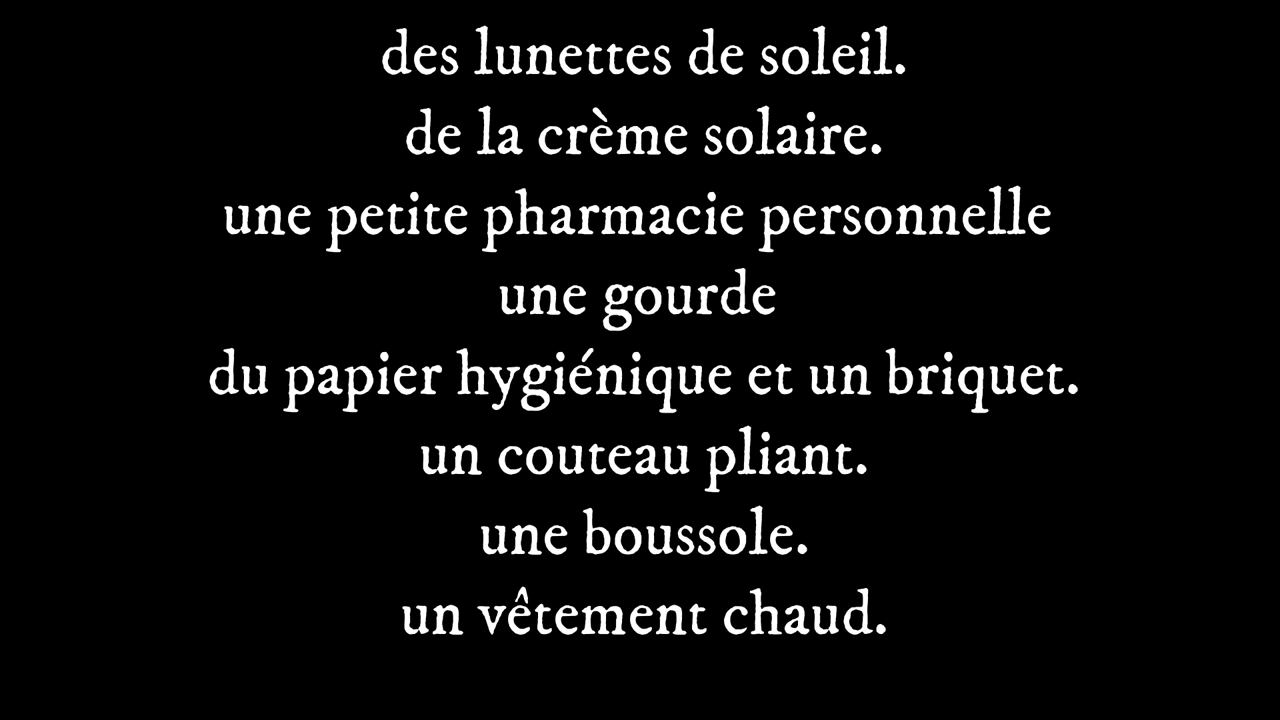 des lunettes de soleil.
de la crème solaire.
une petite pharmacie personnelle
une gourde
du papier hygiénique et un briquet.
un couteau pliant.
une boussole.
un vêtement chaud.